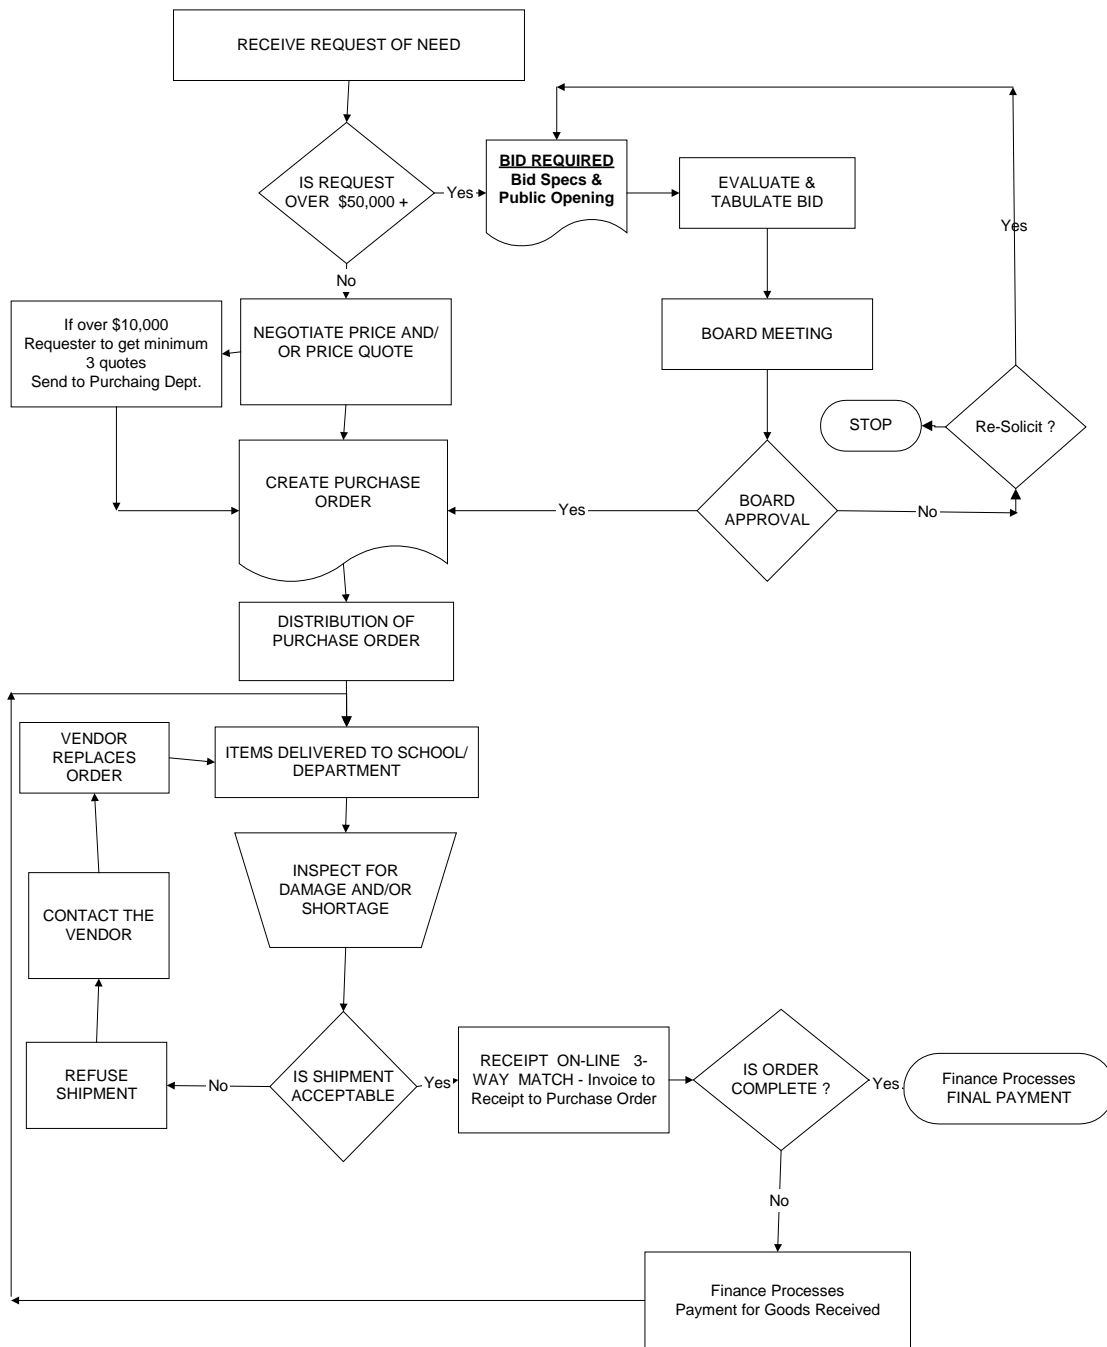 RECEIVE REQUEST OF NEED
IS REQUEST
OVER $50,000 +
Yes
BID REQUIRED
Bid Specs &
Public Opening
EVALUATE &
TABULATE BID
Yes
No
If over $10,000
Requester to get minimum
3 quotes
Send to Purchaing Dept.
NEGOTIATE PRICE AND/
OR PRICE QUOTE
BOARD MEETING
STOP
Re-Solicit ?
CREATE PURCHASE
ORDER
Yes
BOARD
APPROVAL
No
DISTRIBUTION OF
PURCHASE ORDER
VENDOR
REPLACES
ORDER
ITEMS DELIVERED TO SCHOOL/
DEPARTMENT
INSPECT FOR
DAMAGE AND/OR
SHORTAGE
CONTACT THE
VENDOR
REFUSE
SHIPMENT
No
IS SHIPMENT
ACCEPTABLE
Yes
RECEIPT ON-LINE 3-
WAY MATCH - Invoice to
Receipt to Purchase Order
IS ORDER
COMPLETE ?
Yes
Finance Processes
FINAL PAYMENT
No
Finance Processes
Payment for Goods Received